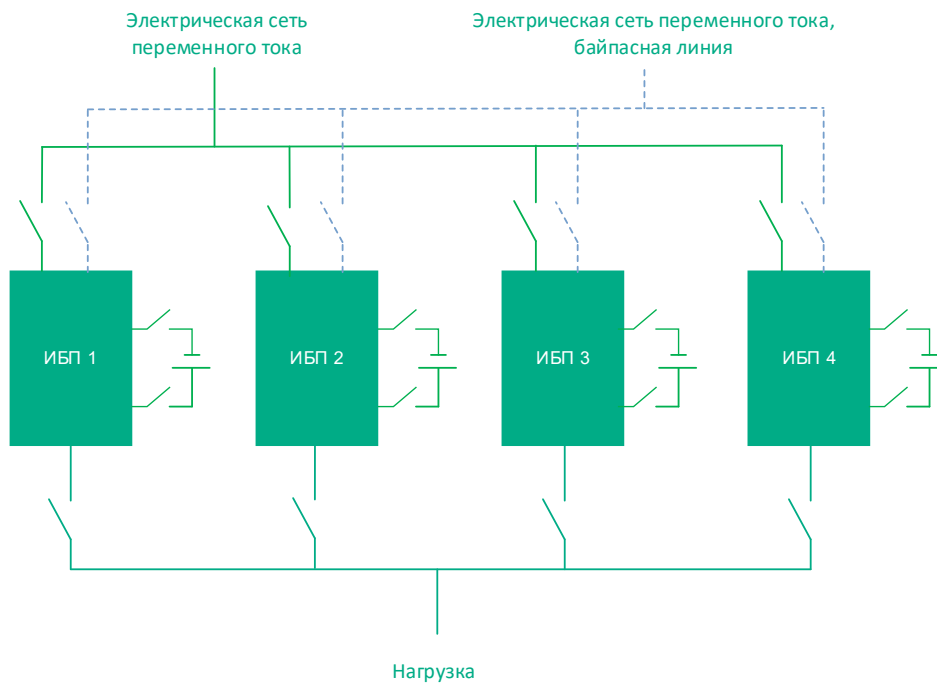 Электрическая сеть
переменного тока
Электрическая сеть переменного тока,
байпасная линия
ИБП 1
ИБП 2
ИБП 3
ИБП 4
Нагрузка